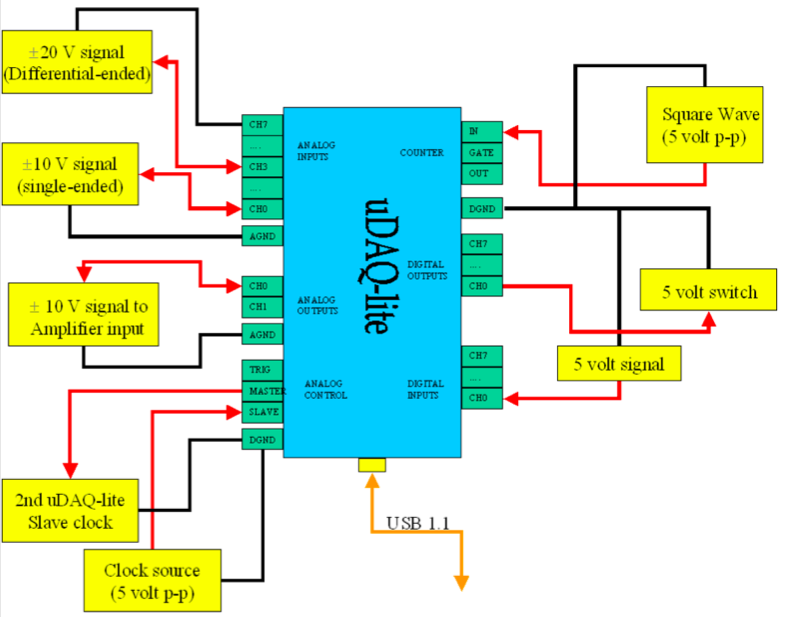 ±20 V signal
(Differential-ended)
±10 V signal
(single-ended)
± 10 V signal to
Amplifier input
2nd uDAQ-lite
Slave clock
Clock source
(5 volt p-p)
CH7
...
CH3
...
CH0
AGND
ANALOG
INPUTS
CH0
CH1
AGND
ANALOG
OUTPUTS
TRIG
MASTER
SLAVE
DGND
ANALOG
CONTROL
uDAQ-lite
COUNTER
IN
GATE
OUT
DGND
DIGITAL
OUTPUTS
CH7
...
CH0
DIGITAL
INPUTS
CH7
...
CH0
Square Wave
(5 volt p-p)
5 volt switch
5 volt signal
USB 1.1